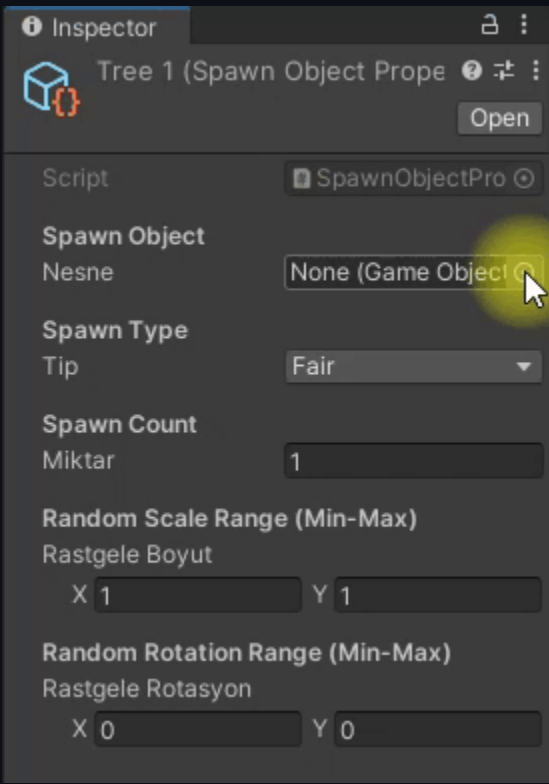 Inspector
Tree 1 (Spawn Object Prope
Open
Script SpawnObjectPro
Spawn Object
Nesne None (Game Object
Spawn Type
Tip Fair
Spawn Count
Miktar 1
Random Scale Range (Min-Max)
Rastgele Boyut
X 1 Y 1
Random Rotation Range (Min-Max)
Rastgele Rotasyon
X 0 Y 0